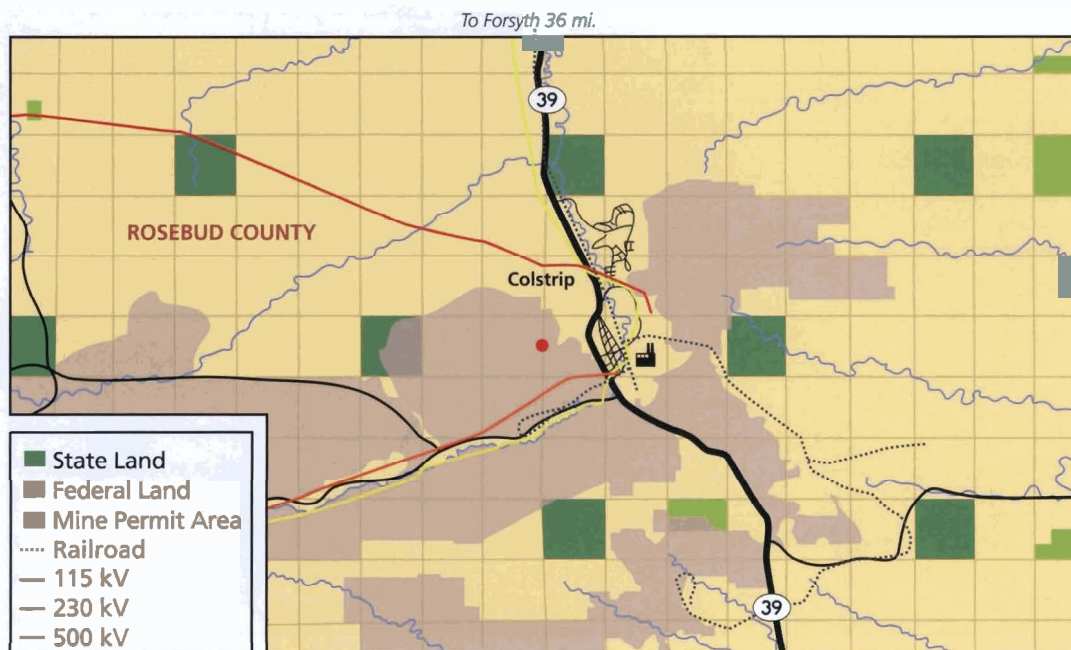 To Forsyth 36 mi.
39
ROSEBUD COUNTY
Colstrip
State Land
Federal Land
Mine Permit Area
Railroad
115 kV
230 kV
500 kV
39